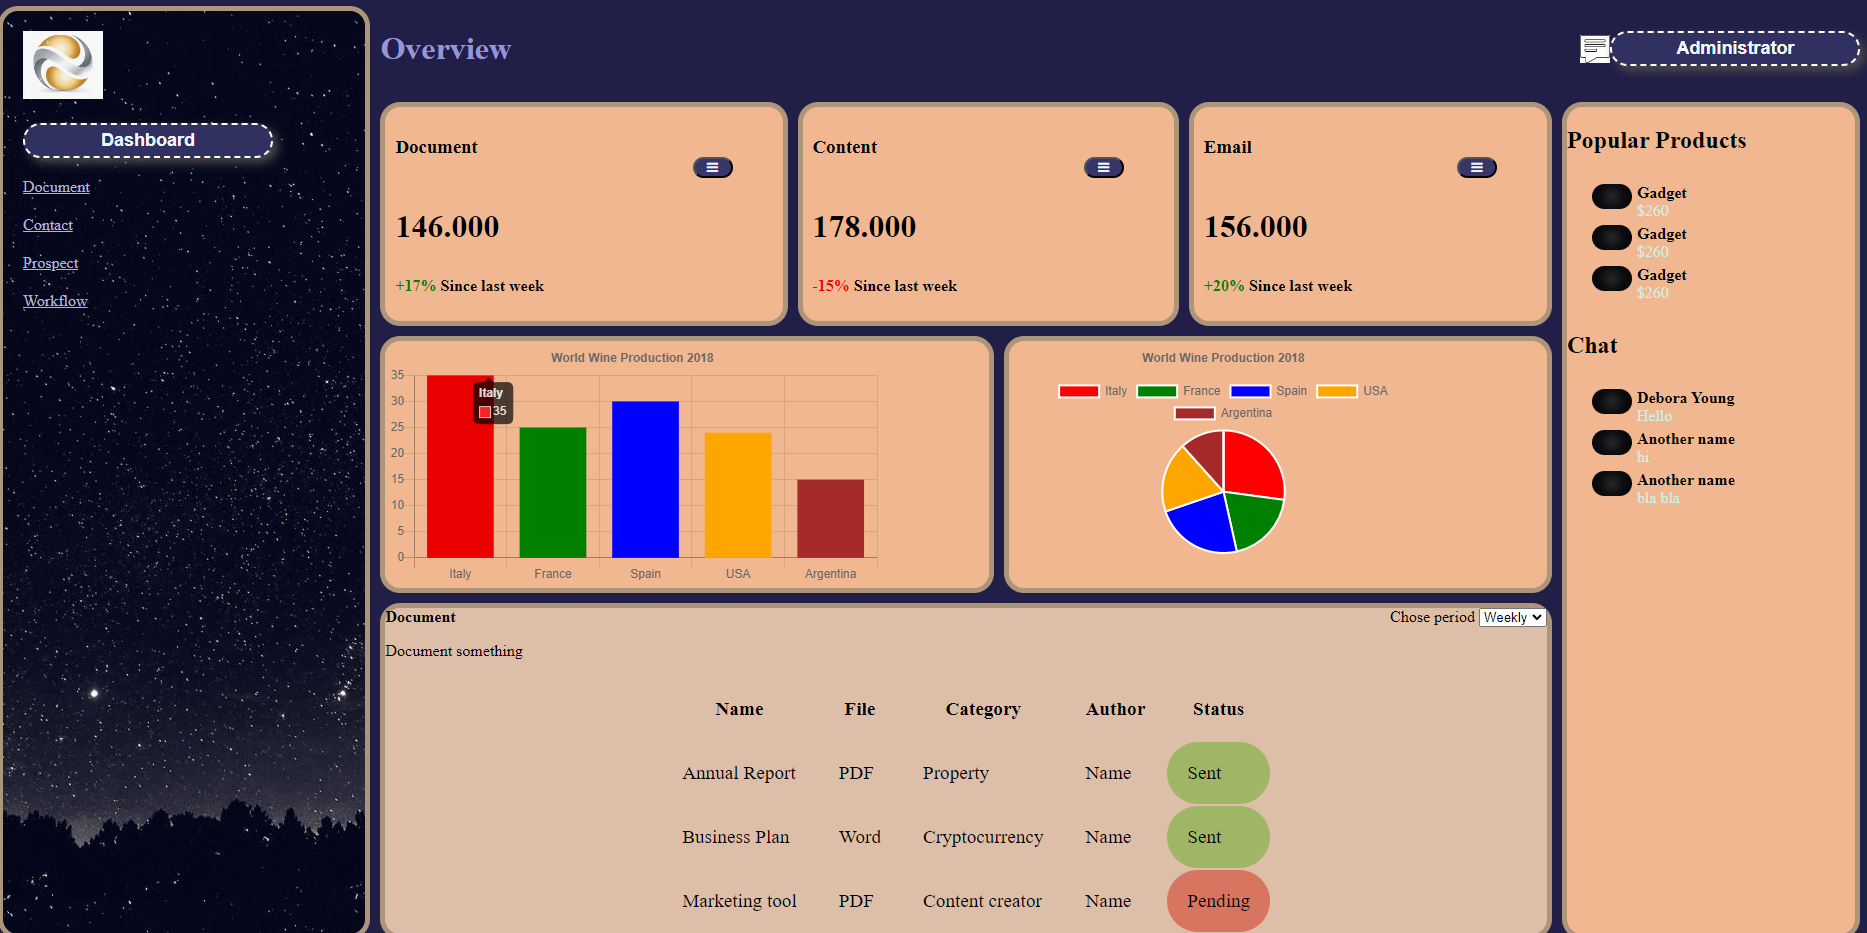 Dashboard
Document
Contact
Prospect
Workflow
Overview
Administrator
Document
146.000
+17% Since last week
Content
178.000
-15% Since last week
Email
156.000
+20% Since last week
World Wine Production 2018
35
30
25
20
15
10
5
0
Italy
35
Italy France Spain USA Argentina
World Wine Production 2018
Italy France Spain USA
Argentina
Document
Chose period Weekly
Document something
Name File Category Author Status
Annual Report PDF Property Name Sent
Business Plan Word Cryptocurrency Name Sent
Marketing tool PDF Content creator Name Pending
Popular Products
Gadget
$260
Gadget
$260
Gadget
$260
Chat
Debora Young
Hello
Another name
hi
Another name
bla bla